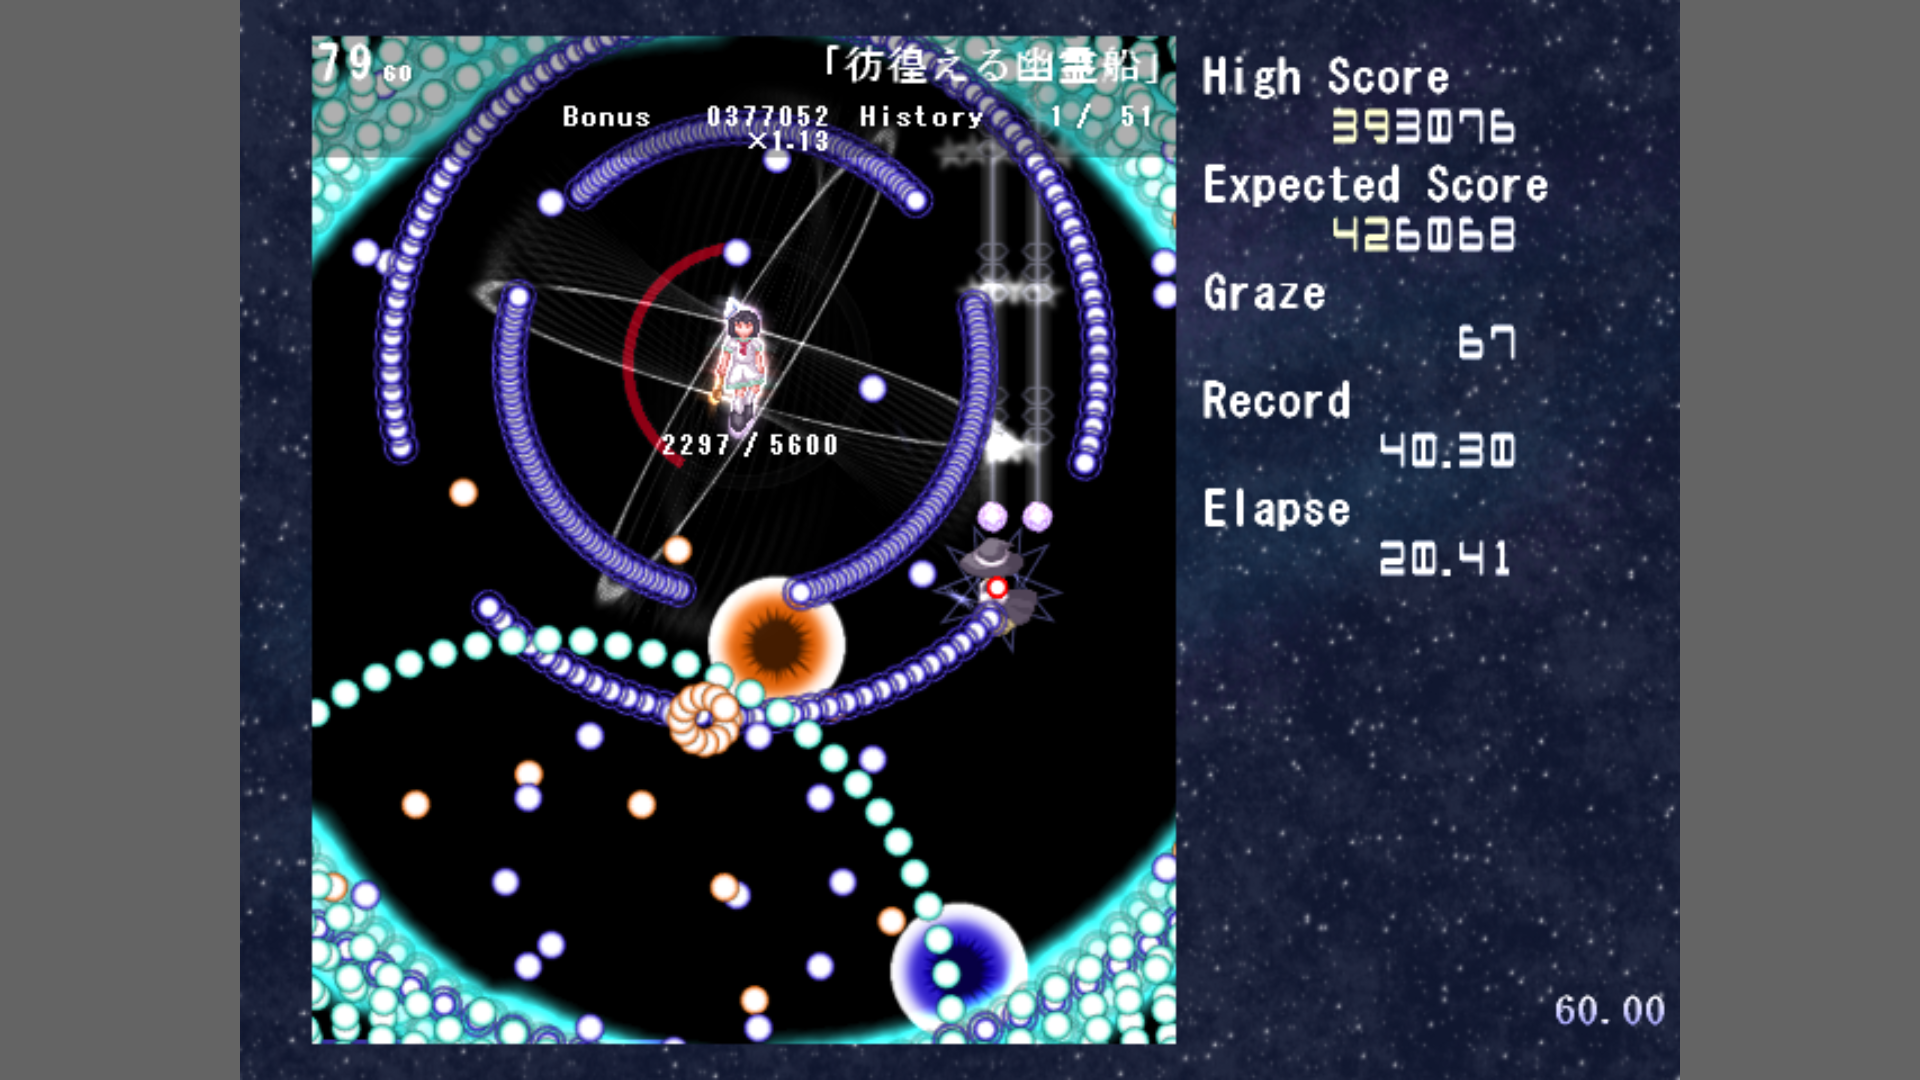 79.60
「彷徨える幽霊船」
Bonus 0377052 History 1 / 51
×1.13
2297 / 5600
High Score
393076
Expected Score
426068
Graze
67
Record
40.30
Elapse
20.41
60.00